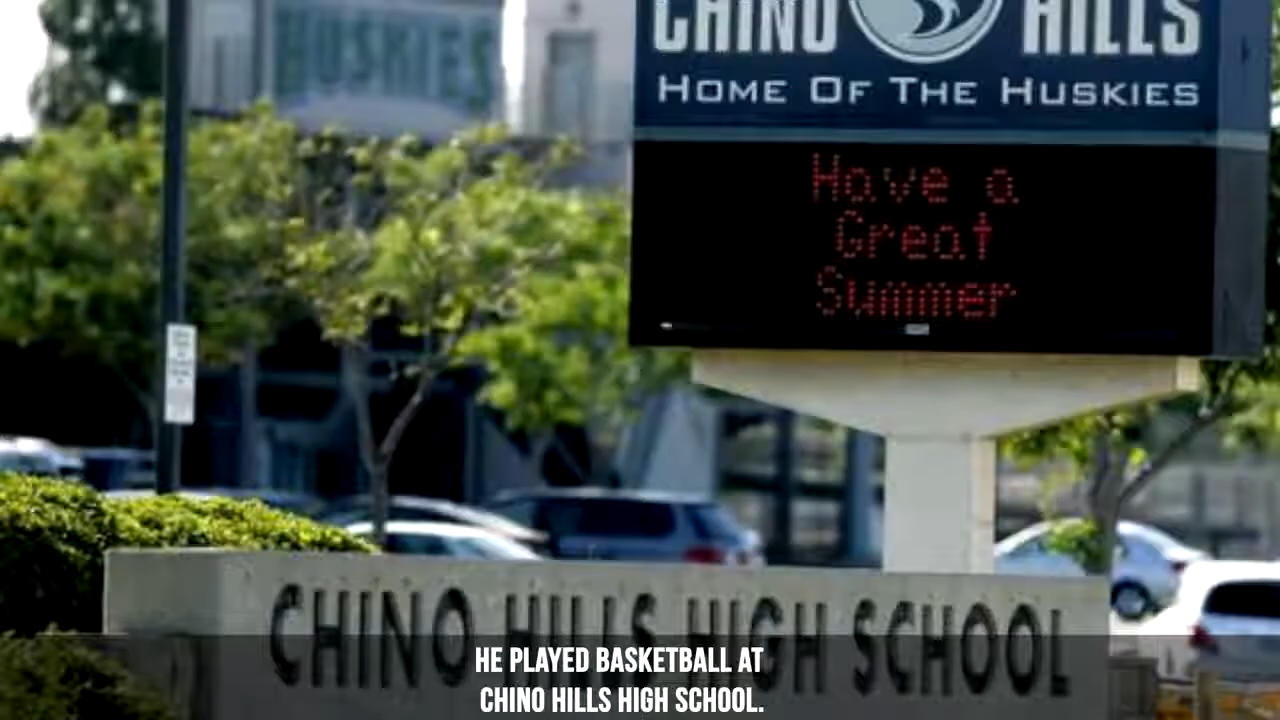 HUSKIES
CHINO HILLS
HOME OF THE HUSKIES
Have a
Great
Summer
CHINO HILLS HIGH SCHOOL
HE PLAYED BASKETBALL AT
CHINO HILLS HIGH SCHOOL.